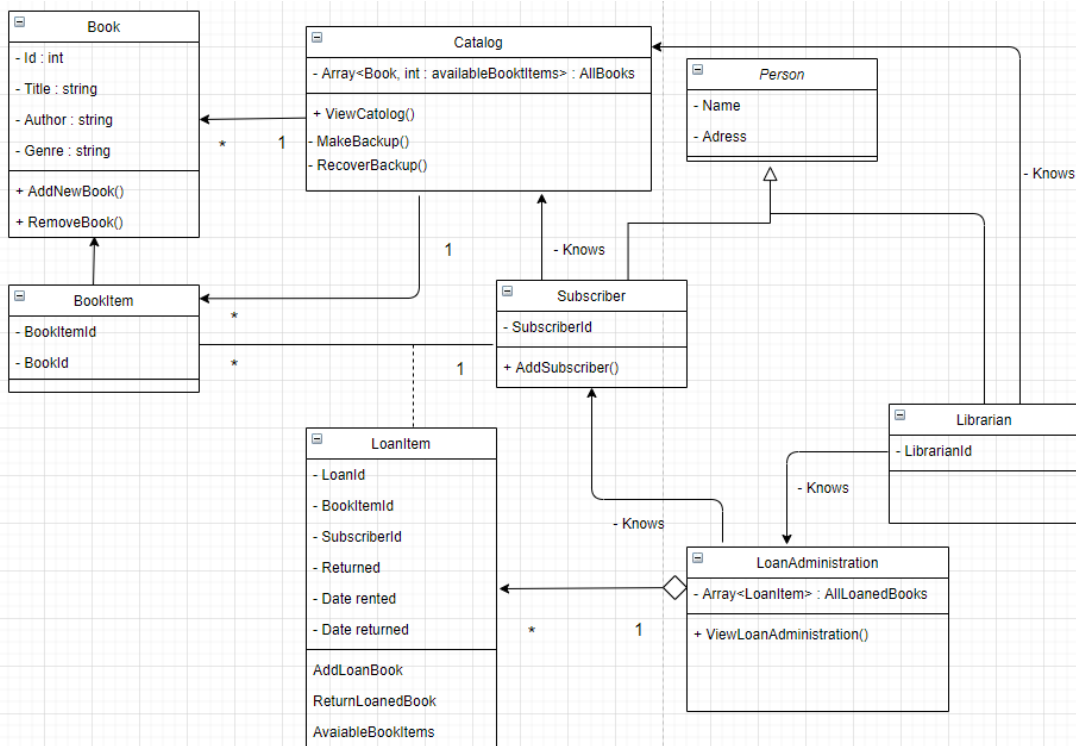 Book
- Id : int
- Title : string
- Author : string
- Genre : string
+ AddNewBook()
+ RemoveBook()
Catalog
- Array<Book, int : availableBooktItems> : AllBooks
+ ViewCatolog()
- MakeBackup()
- RecoverBackup()
Person
- Name
- Adress
* 1
- Knows
1
- Knows
BookItem
- BookItemId
- BookId
*
*
1
Subscriber
- SubscriberId
+ AddSubscriber()
Librarian
- LibrarianId
- Knows
- Knows
LoanItem
- LoanId
- BookItemId
- SubscriberId
- Returned
- Date rented
- Date returned
AddLoanBook
ReturnLoanedBook
AvaiableBookItems
* 1
LoanAdministration
- Array<LoanItem> : AllLoanedBooks
+ ViewLoanAdministration()